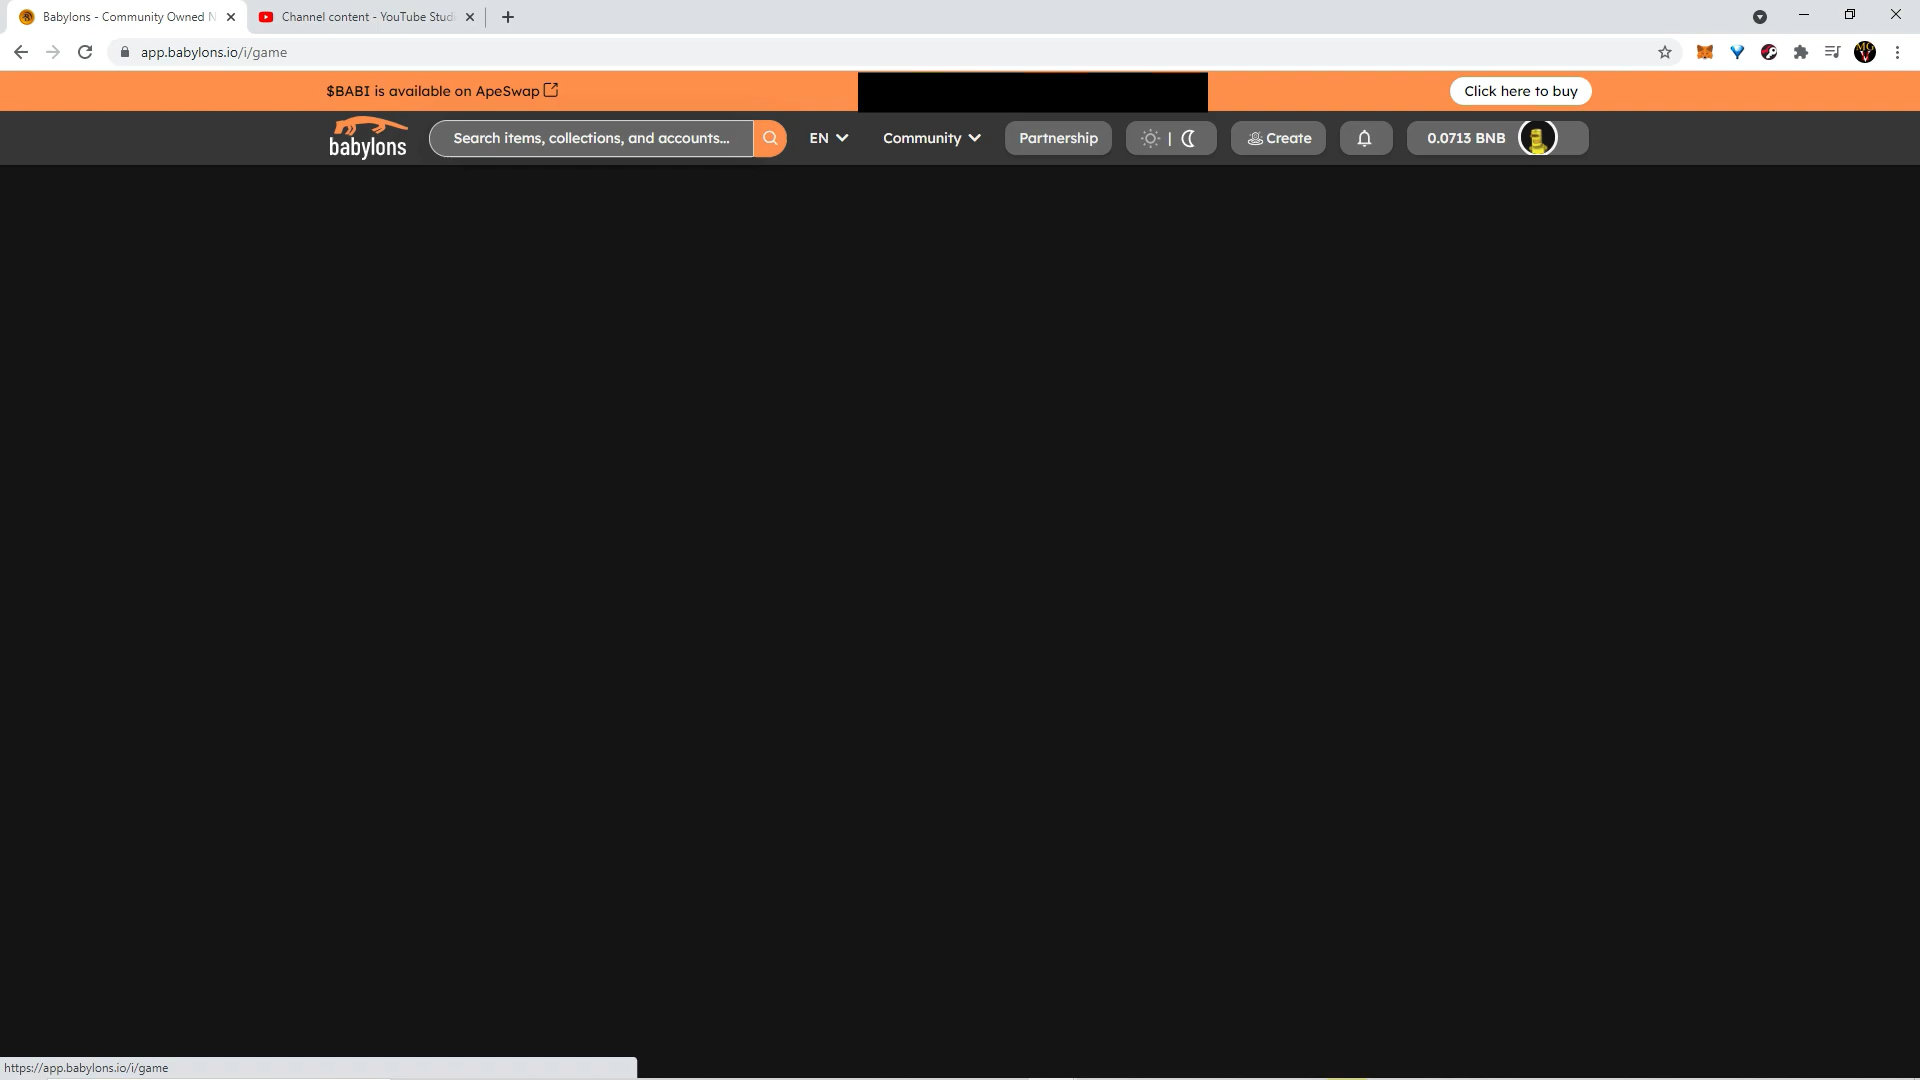 Babylons - Community Owned N
Channel content - YouTube Stud
app.babylons.io/i/game
$BABI is available on ApeSwap
Click here to buy
babylons
Search items, collections, and accounts...
EN
Community
Partnership
|
Create
0.0713 BNB
https://app.babylons.io/i/game